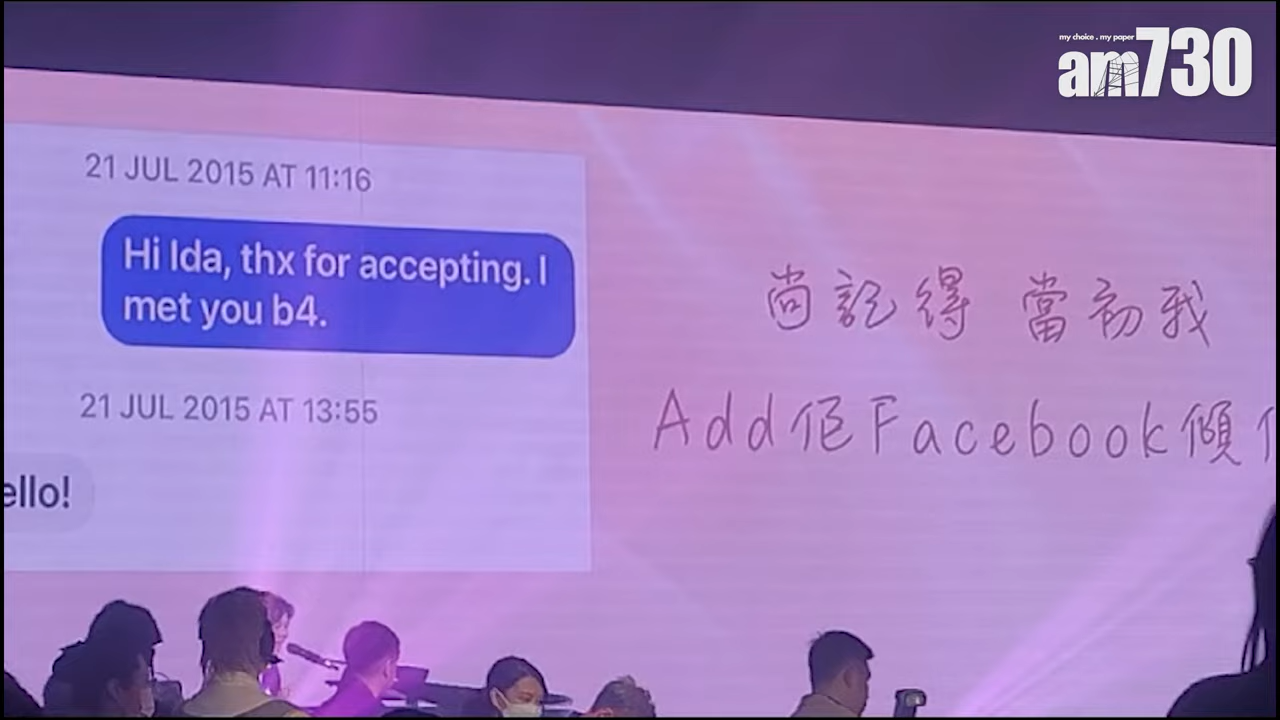 my choice . my paper
am730
21 JUL 2015 AT 11:16
Hi Ida, thx for accepting. I
met you b4.
21 JUL 2015 AT 13:55
ello!
尚記得 當初我
Add佢Facebook傾